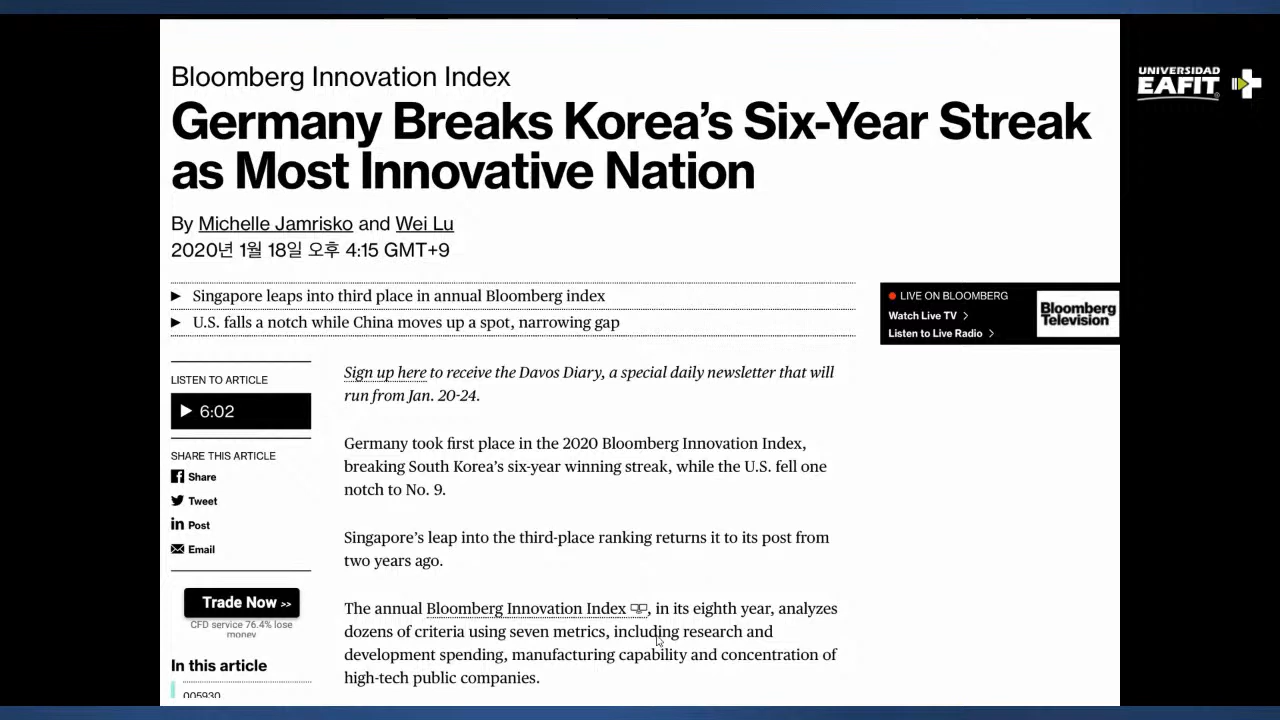 Bloomberg Innovation Index
Germany Breaks Korea's Six-Year Streak
as Most Innovative Nation
By Michelle Jamrisko and Wei Lu
2020년 1월 18일 오후 4:15 GMT+9
▶ Singapore leaps into third place in annual Bloomberg index
▶ U.S. falls a notch while China moves up a spot, narrowing gap
LISTEN TO ARTICLE
6:02
SHARE THIS ARTICLE
Share
Tweet
in Post
Email
Trade Now >>
CFD service 76.4% lose
money
In this article
005930
Sign up here to receive the Davos Diary, a special daily newsletter that will
run from Jan. 20-24.
Germany took first place in the 2020 Bloomberg Innovation Index,
breaking South Korea's six-year winning streak, while the U.S. fell one
notch to No. 9.
Singapore's leap into the third-place ranking returns it to its post from
two years ago.
The annual Bloomberg Innovation Index, in its eighth year, analyzes
dozens of criteria using seven metrics, including research and
development spending, manufacturing capability and concentration of
high-tech public companies.
LIVE ON BLOOMBERG
Watch Live TV >
Listen to Live Radio >
Bloomberg
Television
UNIVERSIDAD
EAFIT®